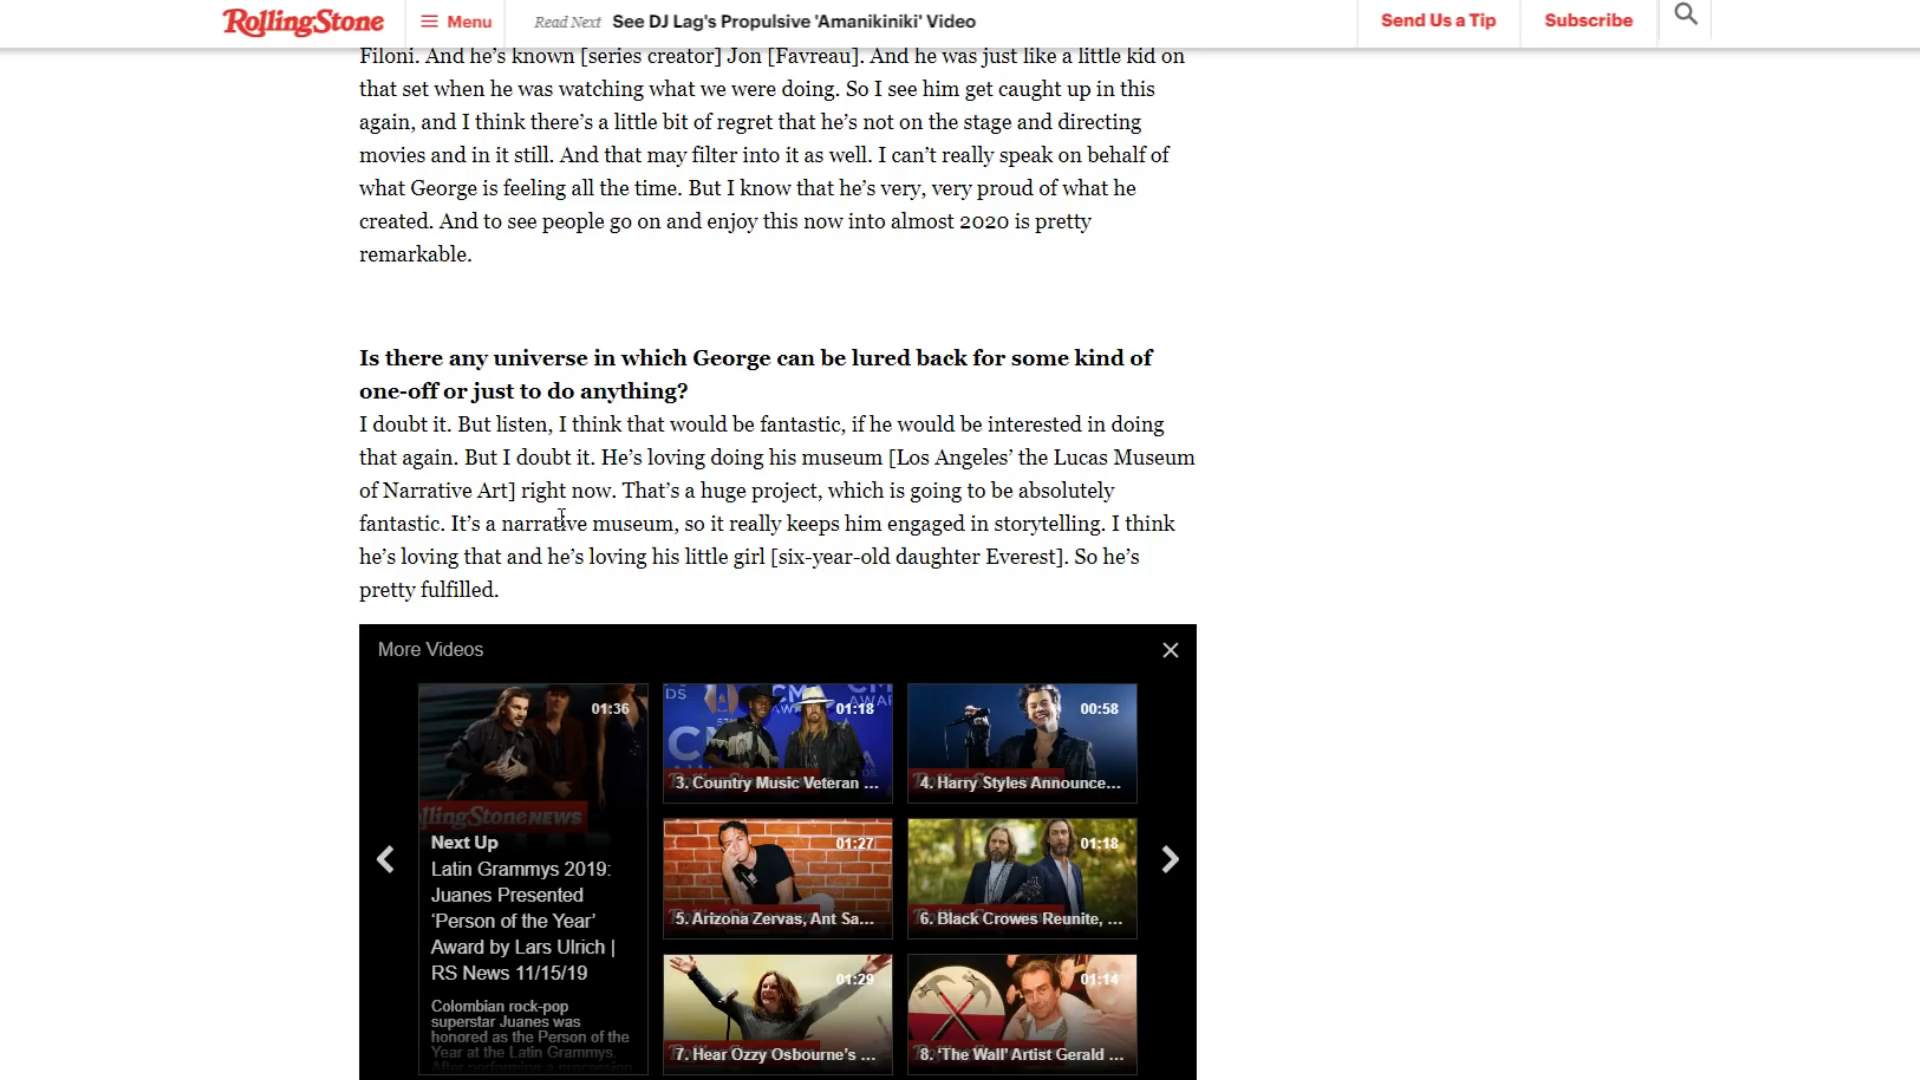 RollingStone
Menu
Read Next See DJ Lag's Propulsive 'Amanikiniki' Video
Send Us a Tip
Subscribe
Filoni. And he's known [series creator] Jon [Favreau]. And he was just like a little kid on
that set when he was watching what we were doing. So I see him get caught up in this
again, and I think there's a little bit of regret that he's not on the stage and directing
movies and in it still. And that may filter into it as well. I can't really speak on behalf of
what George is feeling all the time. But I know that he's very, very proud of what he
created. And to see people go on and enjoy this now into almost 2020 is pretty
remarkable.
Is there any universe in which George can be lured back for some kind of
one-off or just to do anything?
I doubt it. But listen, I think that would be fantastic, if he would be interested in doing
that again. But I doubt it. He's loving doing his museum [Los Angeles' the Lucas Museum
of Narrative Art] right now. That's a huge project, which is going to be absolutely
fantastic. It's a narrative museum, so it really keeps him engaged in storytelling. I think
he's loving that and he's loving his little girl [six-year-old daughter Everest]. So he's
pretty fulfilled.
More Videos
01:36
llingStone NEWS
Next Up
Latin Grammys 2019:
Juanes Presented
'Person of the Year'
Award by Lars Ulrich |
RS News 11/15/19
Colombian rock-pop
superstar Juanes was
honored as the Person of the
Year at the Latin Grammys.
After performing a procession
01:18
3. Country Music Veteran ...
00:58
4. Harry Styles Announce...
01:27
5. Arizona Zervas, Ant Sa...
01:18
6. Black Crowes Reunite, ...
01:29
7. Hear Ozzy Osbourne's ...
01:14
8. 'The Wall' Artist Gerald ...